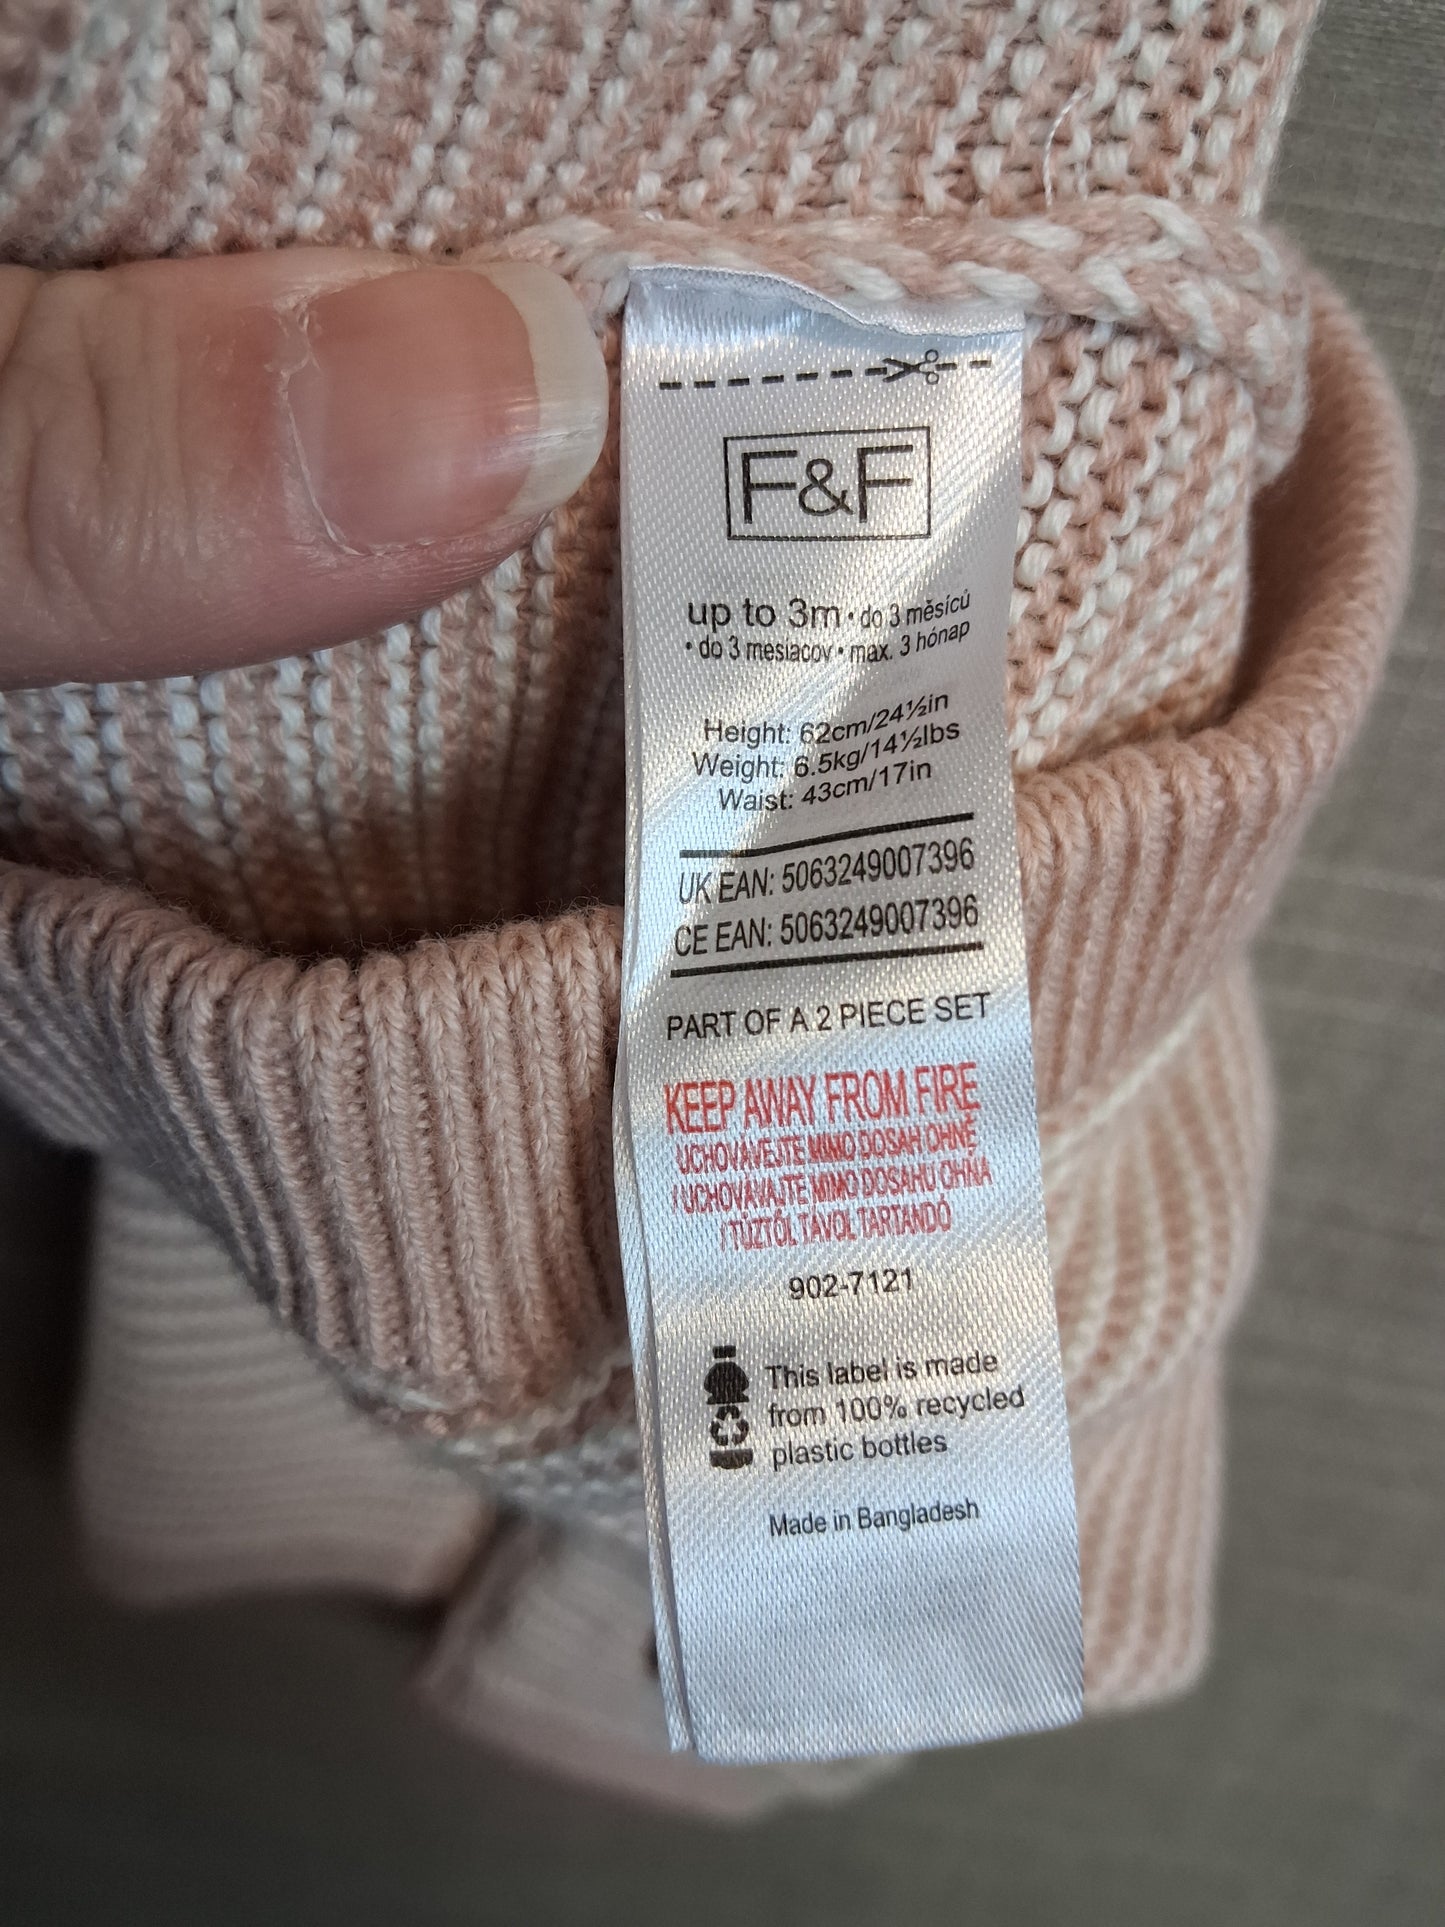 F&F
up to 3m • do 3 měsíců
• do 3 mesiacov • max. 3 hónap
Height: 62cm/24½in
Weight: 6.5kg/14½lbs
Waist: 43cm/17in
UK EAN: 5063249007396
CE EAN: 5063249007396
PART OF A 2 PIECE SET
KEEP AWAY FROM FIRE
UCHOVÁVEJTE MIMO DOSAH OHNĚ
/ UCHOVÁVAJTE MIMO DOSAHU OHŇA
/ TŰZTŐL TÁVOL TARTANDÓ
902-7121
This label is made
from 100% recycled
plastic bottles
Made in Bangladesh